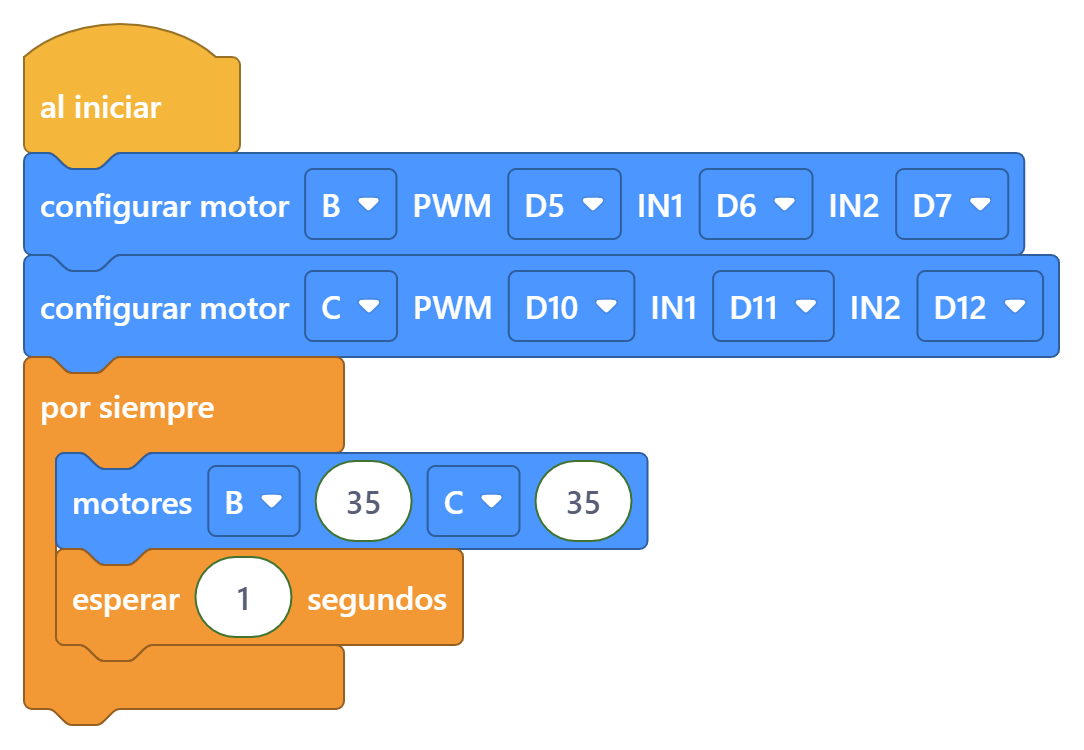 al iniciar
configurar motor B PWM D5 IN1 D6 IN2 D7
configurar motor C PWM D10 IN1 D11 IN2 D12
por siempre
motores B 35 C 35
esperar 1 segundos